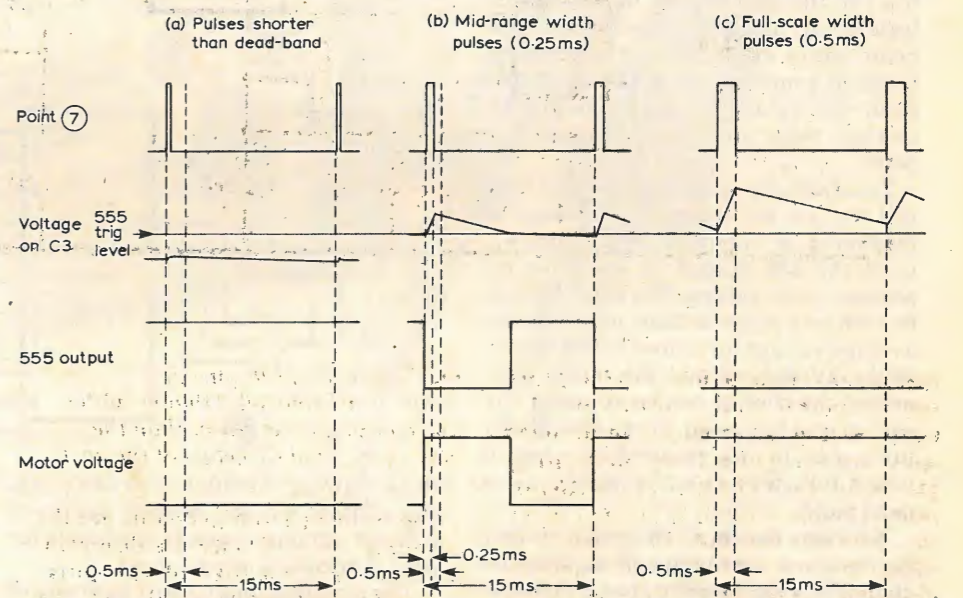 (a) Pulses shorter
than dead-band
(b) Mid-range width
pulses (0·25ms)
(c) Full-scale width
pulses (0·5ms)
Point 7
Voltage
on C3
555
trig
level
555 output
Motor voltage
0·25ms
0·5ms
15ms
0·5ms
15ms
0·5ms
15ms